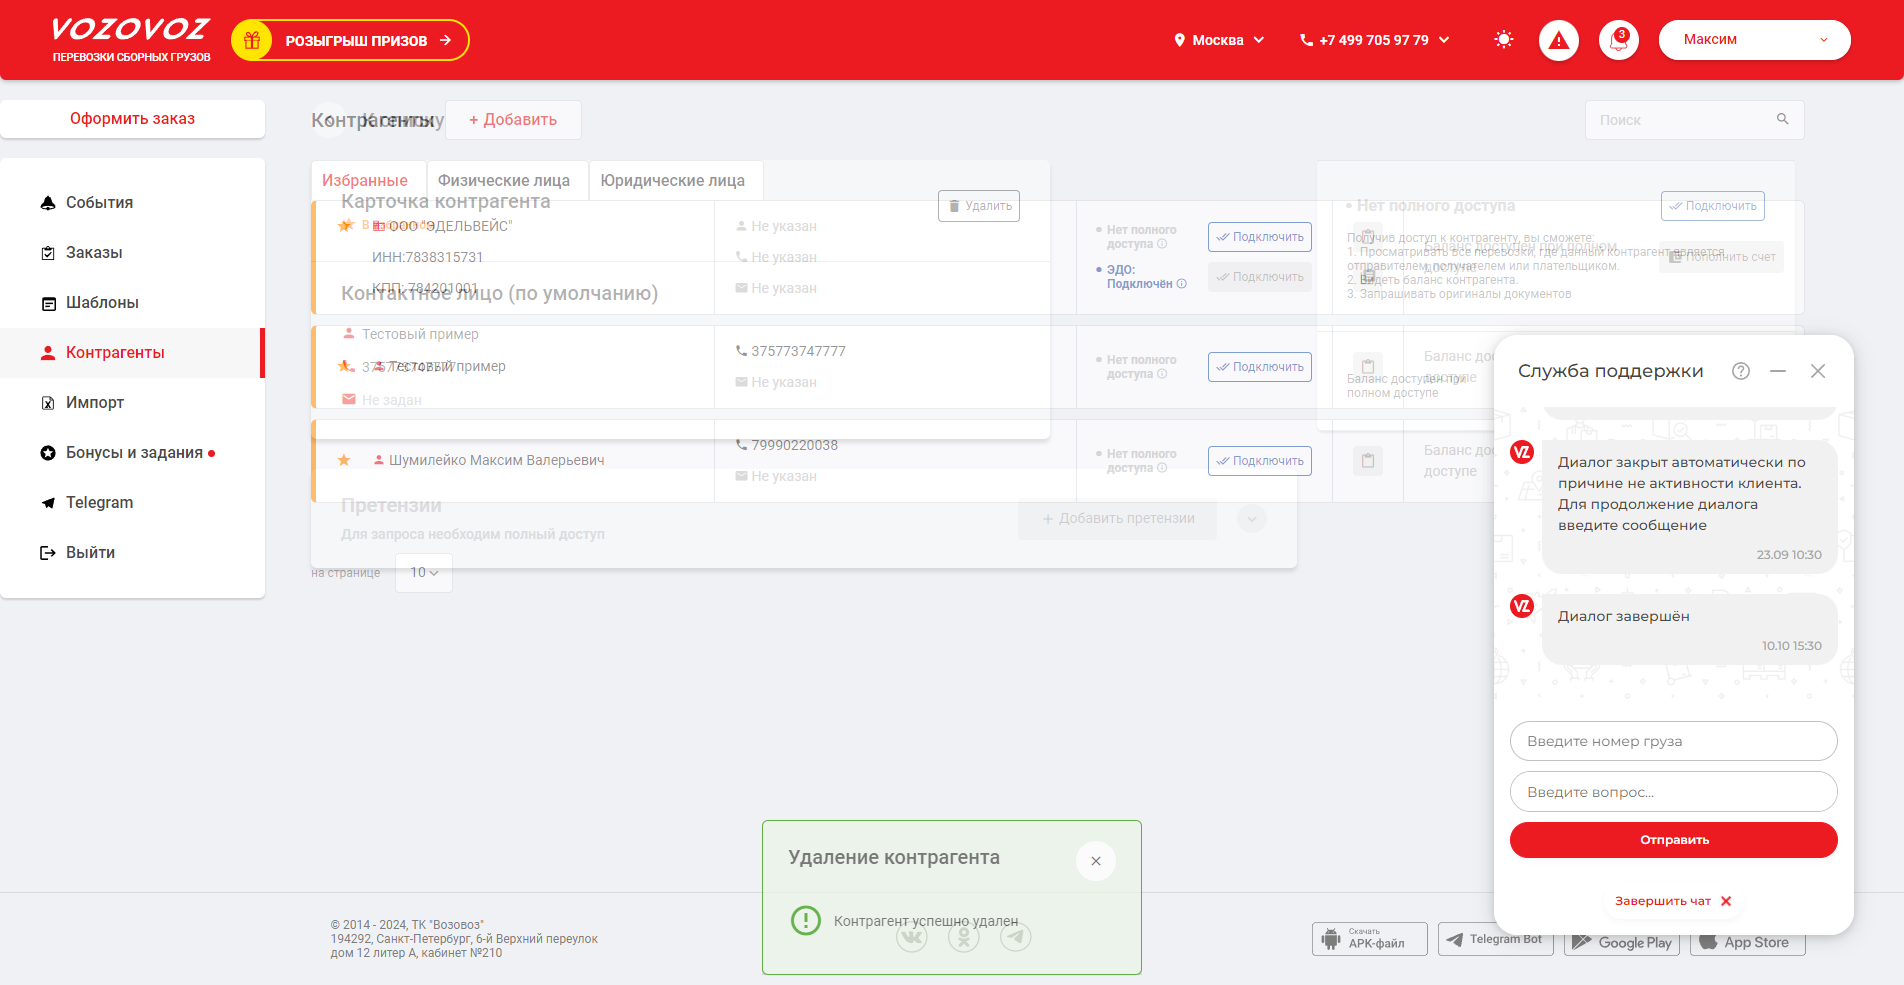 VOZOVOZ
ПЕРЕВОЗКИ СБОРНЫХ ГРУЗОВ
РОЗЫГРЫШ ПРИЗОВ
Москва
+7 499 705 97 79
3
Максим
Оформить заказ
События
Заказы
Шаблоны
Контрагенты
Импорт
Бонусы и задания
Telegram
Выйти
Контрагенты
К списку
+ Добавить
Поиск
Избранные
Физические лица
Юридические лица
Карточка контрагента
Удалить
ООО "ЭДЕЛЬВЕЙС"
ИНН:7838315731
КПП: 784201001
Не указан
Не указан
Не указан
Нет полного
доступа
Подключить
ЭДО:
Подключён
Подключить
Баланс доступен при полном
доступе
Пополнить счет
Нет полного доступа
Подключить
Получив доступ к контрагенту, вы сможете:
1. Просматривать все перевозки, где данный контрагент является
отправителем, получателем или плательщиком.
2. Видеть баланс контрагента.
3. Запрашивать оригиналы документов
Контактное лицо (по умолчанию)
Тестовый пример
375773747777
Не задан
Тестовый пример
375773747777
Не указан
Нет полного
доступа
Подключить
Баланс до
доступе
Баланс доступен при
полном доступе
Шумилейко Максим Валерьевич
79990220038
Не указан
Нет полного
доступа
Подключить
Баланс до
доступе
Претензии
Для запроса необходим полный доступ
+ Добавить претензии
на странице
10
Служба поддержки
VZ
Диалог закрыт автоматически по
причине не активности клиента.
Для продолжение диалога
введите сообщение
23.09 10:30
VZ
Диалог завершён
10.10 15:30
Введите номер груза
Введите вопрос...
Отправить
Завершить чат
Удаление контрагента
Контрагент успешно удален
© 2014 - 2024, ТК "Возовоз"
194292, Санкт-Петербург, 6-й Верхний переулок
дом 12 литер А, кабинет №210
Скачать
APK-файл
Telegram Bot
Google Play
App Store